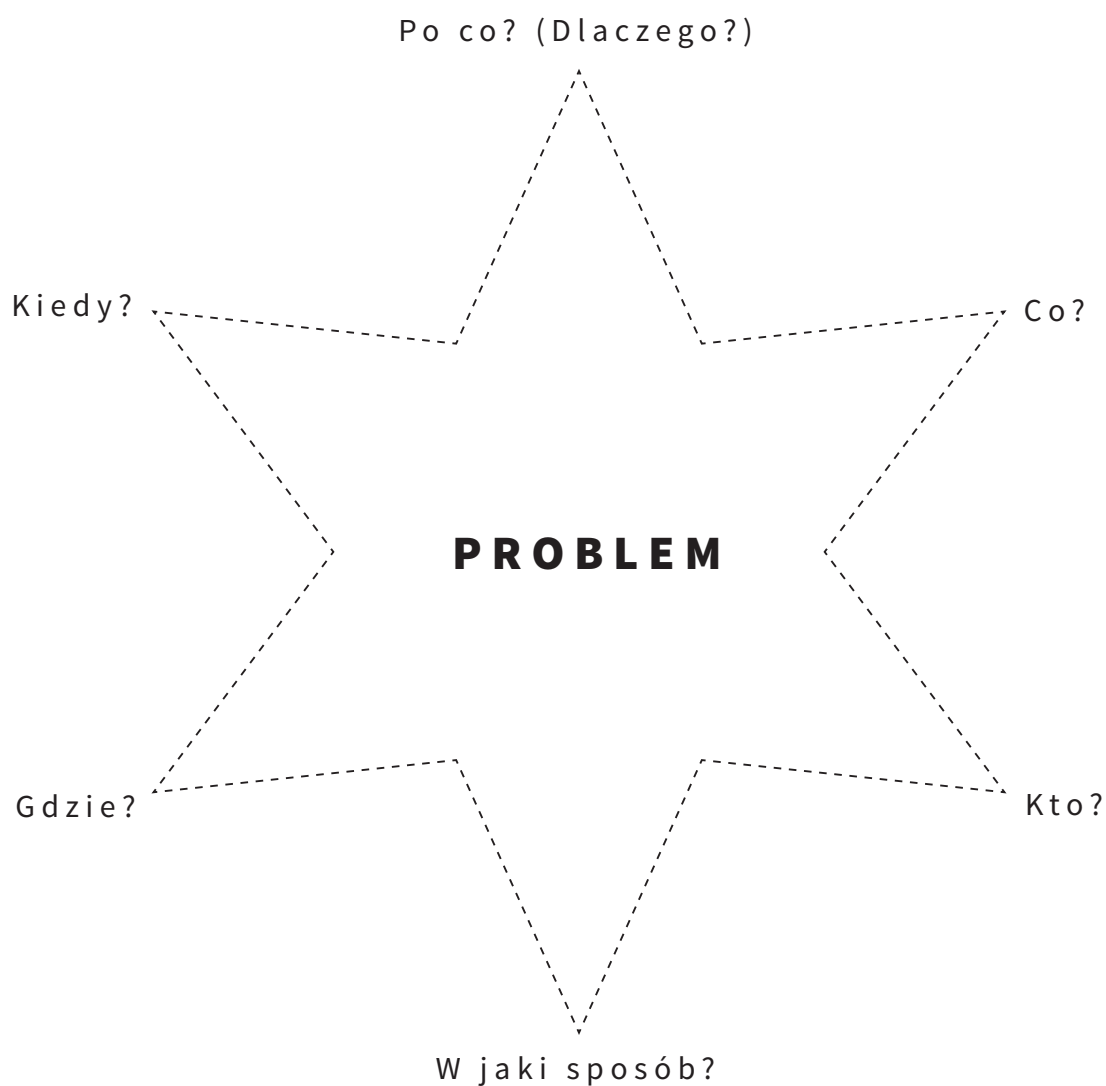 Po co? (Dlaczego?)
Kiedy?
Co?
PROBLEM
Gdzie?
Kto?
W jaki sposób?